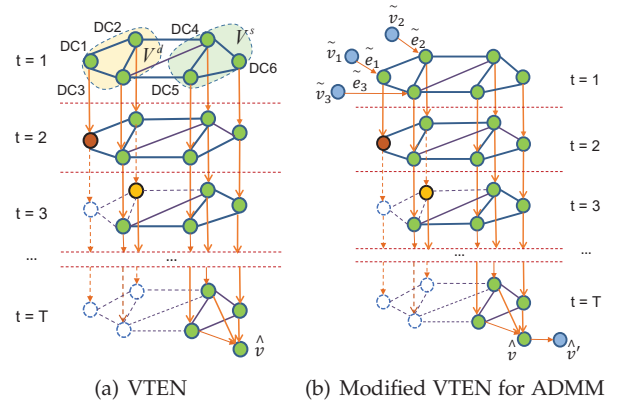 DC2
DC4
V^s
ṽ₂
DC1
V^d
ẽ₂
ṽ₁
ẽ₁
t = 1
DC6
ṽ₃
ẽ₃
t = 1
DC3
DC5
t = 2
t = 2
t = 3
t = 3
...
...
...
...
t = T
t = T
v̂
v̂
v̂′
(a) VTEN
(b) Modified VTEN for ADMM